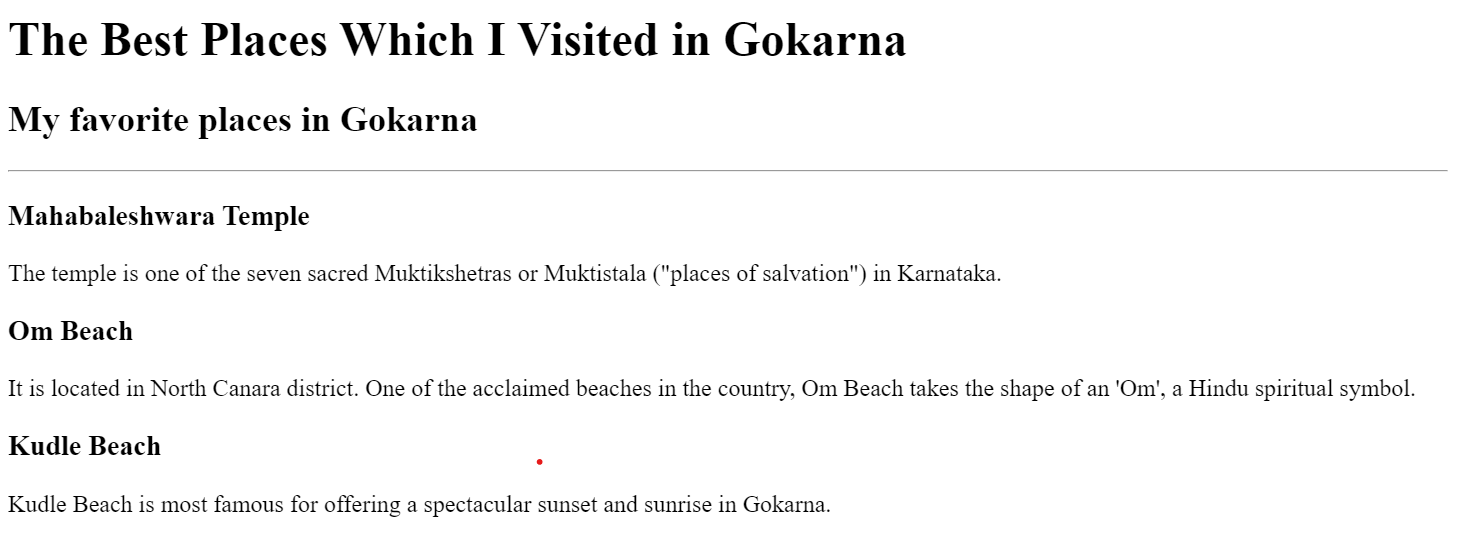 The Best Places Which I Visited in Gokarna
My favorite places in Gokarna
Mahabaleshwara Temple
The temple is one of the seven sacred Muktikshetras or Muktistala ("places of salvation") in Karnataka.
Om Beach
It is located in North Canara district. One of the acclaimed beaches in the country, Om Beach takes the shape of an 'Om', a Hindu spiritual symbol.
Kudle Beach
Kudle Beach is most famous for offering a spectacular sunset and sunrise in Gokarna.